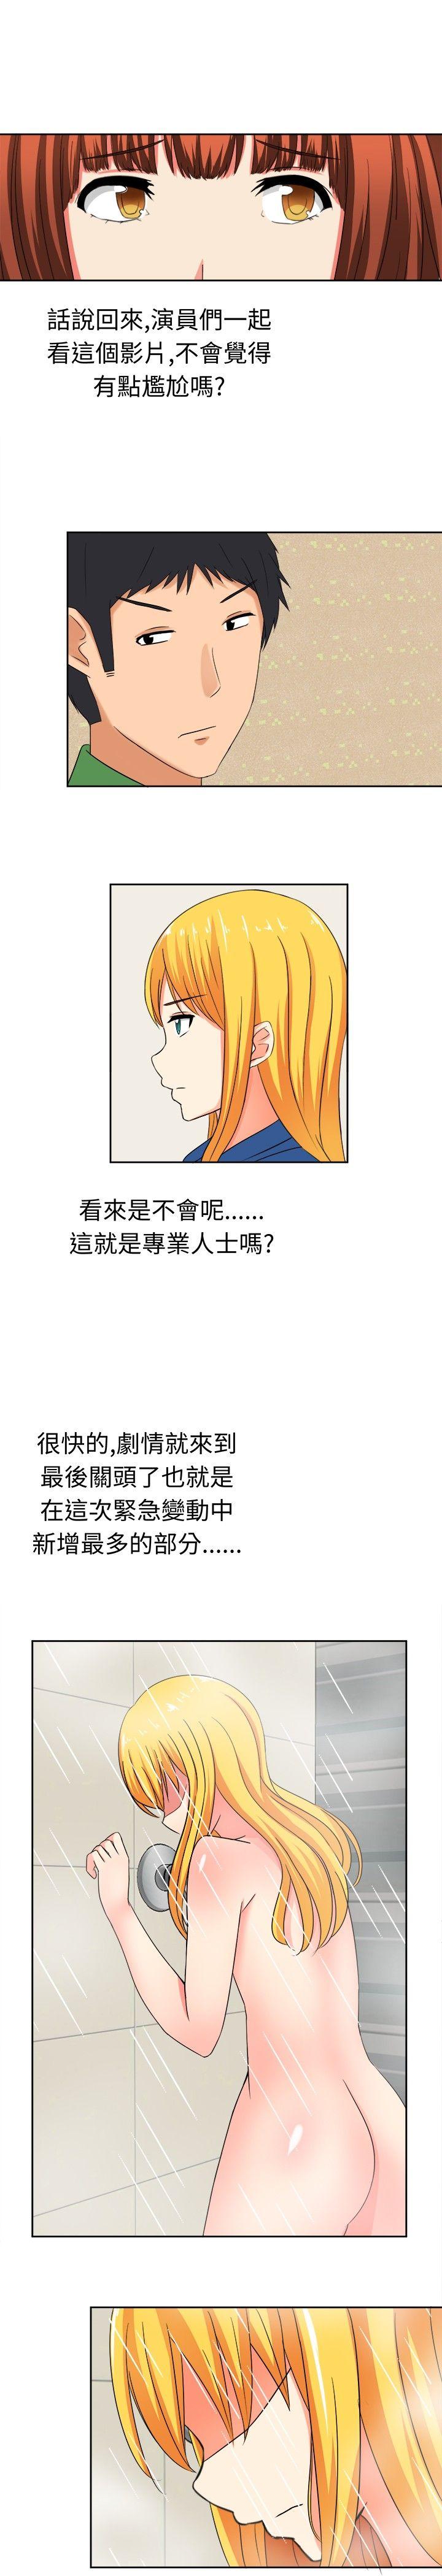 話說回來,演員們一起
看這個影片,不會覺得
有點尷尬嗎?
看來是不會呢......
這就是專業人士嗎?
很快的,劇情就來到
最後關頭了也就是
在這次緊急變動中
新增最多的部分......